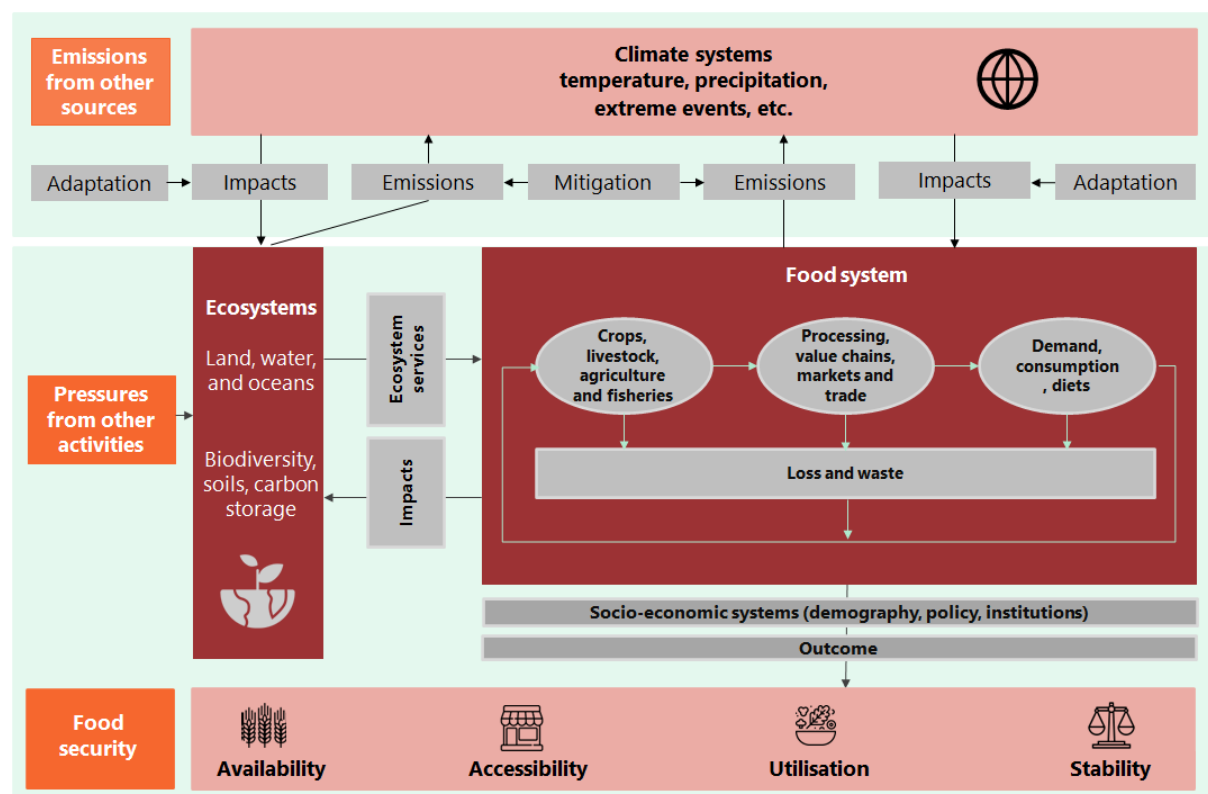 Emissions
from other
sources
Climate systems
temperature, precipitation,
extreme events, etc.
Adaptation
Impacts
Emissions
Mitigation
Emissions
Impacts
Adaptation
Pressures
from other
activities
Ecosystems
Land, water,
and oceans
Biodiversity,
soils, carbon
storage
Ecosystem
services
Impacts
Food system
Crops,
livestock,
agriculture
and fisheries
Processing,
value chains,
markets and
trade
Demand,
consumption
, diets
Loss and waste
Socio-economic systems (demography, policy, institutions)
Outcome
Food
security
Availability
Accessibility
Utilisation
Stability